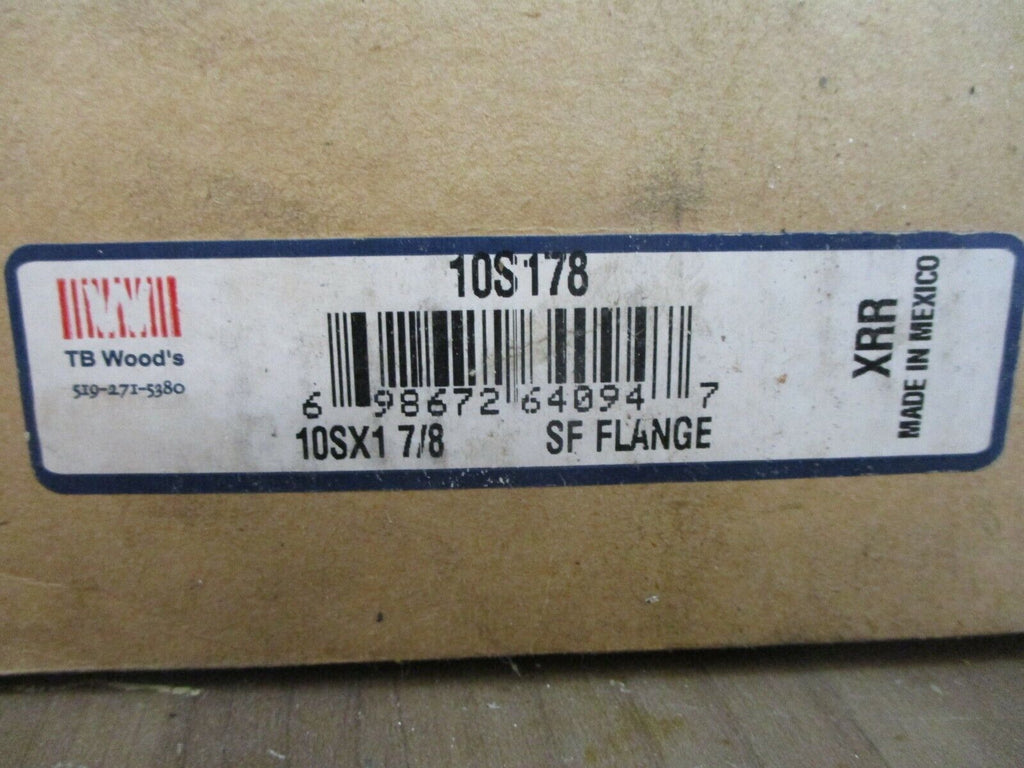 10S178
TB Wood's
519-271-5380
6 98672 64094 7
10SX1 7/8 SF FLANGE
XRR
MADE IN MEXICO